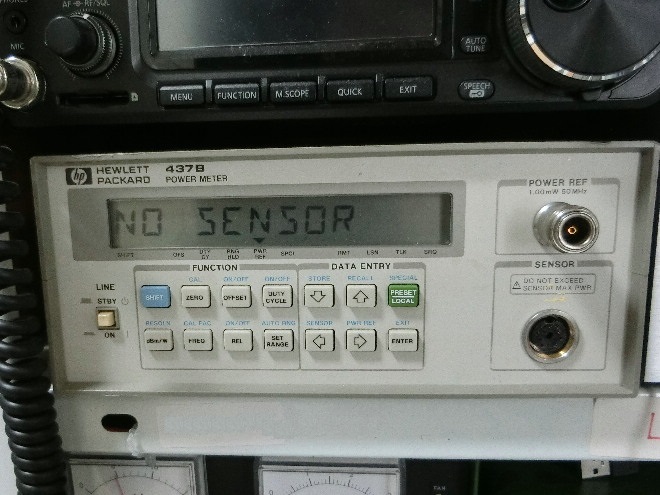 PHONES
AF RF/SQL
MIC
AUTO TUNE
MENU FUNCTION M.SCOPE QUICK EXIT SPEECH
hp HEWLETT PACKARD 437B POWER METER
NO SENSOR
SHIFT OFS DUTY CY RNG HLD PWR REF SPCl RMT LSN TLK SRQ
POWER REF
1.00mW 50MHz
FUNCTION DATA ENTRY
CAL ON/OFF ON/OFF STORE RECALL SPECIAL
SHIFT ZERO OFFSET DUTY CYCLE PRESET LOCAL
RESOLN CAL FAC ON/OFF AUTO RNG SENSOR PWR REF EXIT
dBm/W FREQ REL SET RANGE ENTER
LINE
STBY
ON
SENSOR
DO NOT EXCEED
SENSOR MAX PWR